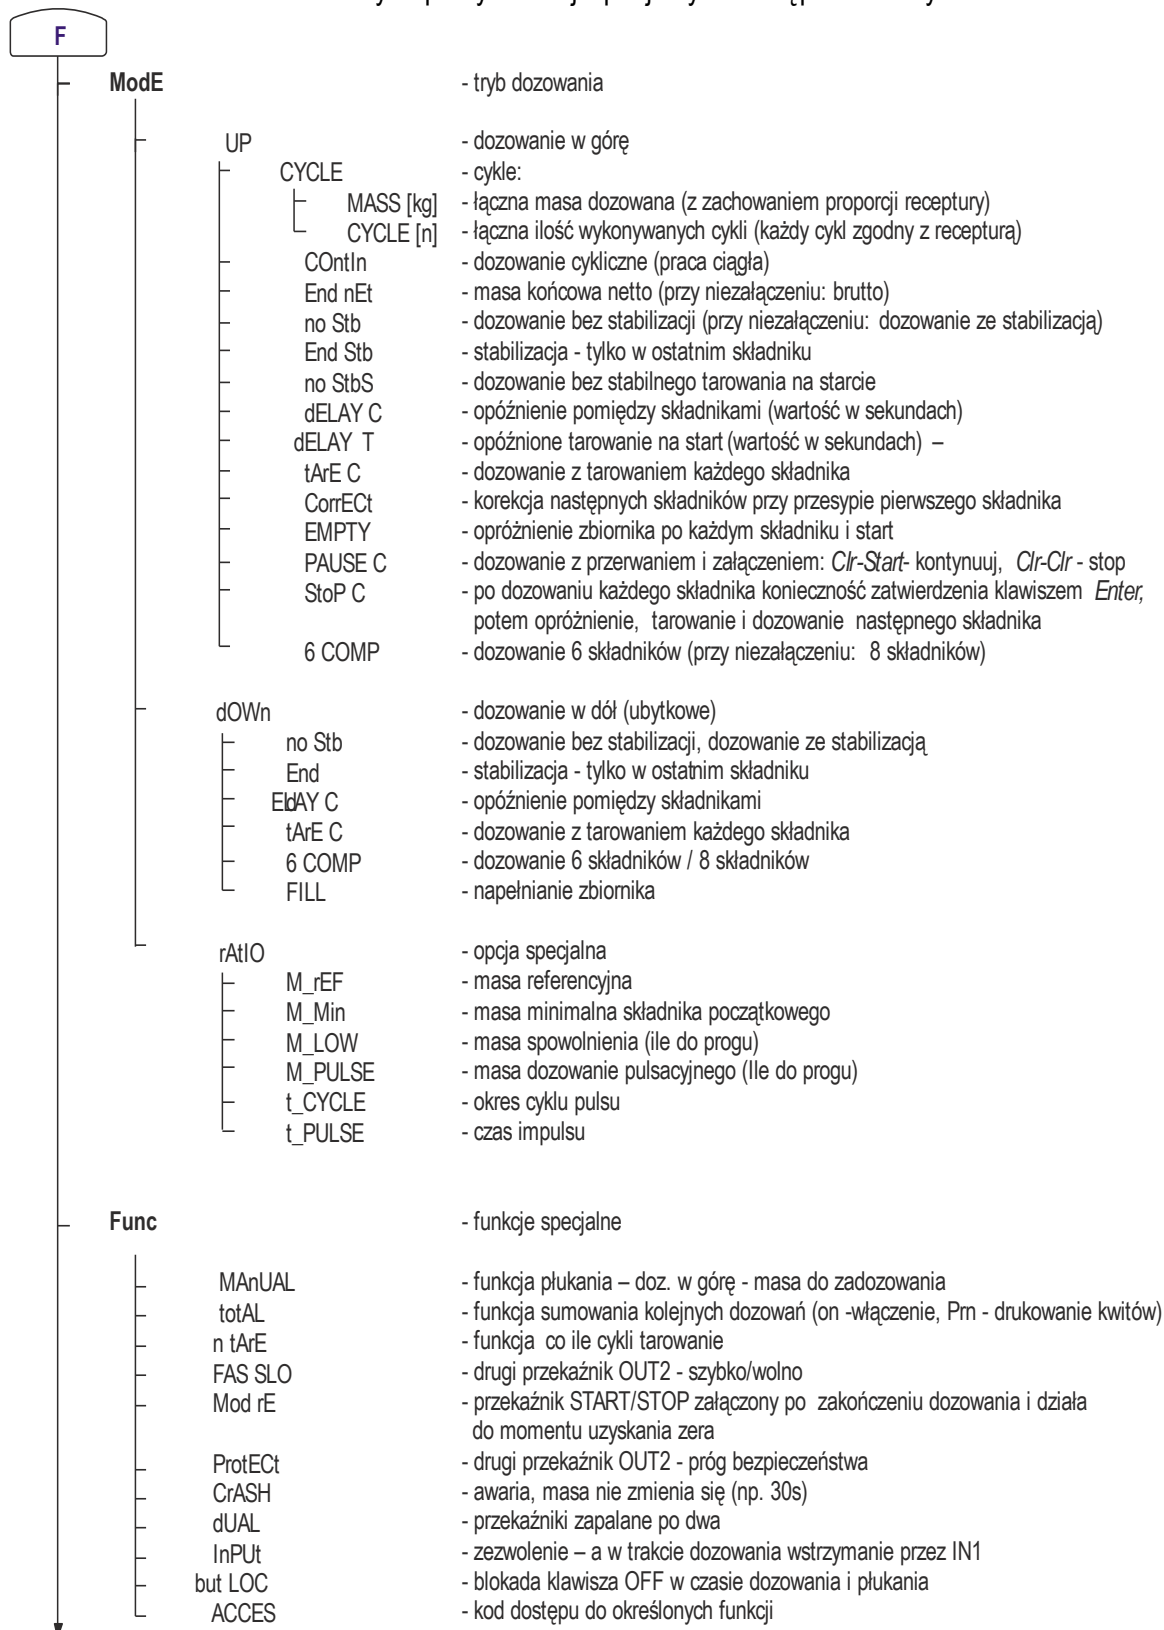 F
ModE - tryb dozowania
UP - dozowanie w górę
CYCLE - cykle:
MASS [kg] - łączna masa dozowana (z zachowaniem proporcji receptury)
CYCLE [n] - łączna ilość wykonywanych cykli (każdy cykl zgodny z recepturą)
COntIn - dozowanie cykliczne (praca ciągła)
End nEt - masa końcowa netto (przy niezałączeniu: brutto)
no Stb - dozowanie bez stabilizacji (przy niezałączeniu: dozowanie ze stabilizacją)
End Stb - stabilizacja - tylko w ostatnim składniku
no StbS - dozowanie bez stabilnego tarowania na starcie
dELAY C - opóźnienie pomiędzy składnikami (wartość w sekundach)
dELAY T - opóźnione tarowanie na start (wartość w sekundach) –
tArE C - dozowanie z tarowaniem każdego składnika
CorrECt - korekcja następnych składników przy przesypie pierwszego składnika
EMPTY - opróżnienie zbiornika po każdym składniku i start
PAUSE C - dozowanie z przerwaniem i załączeniem: Clr-Start- kontynuuj, Clr-Clr - stop
StoP C - po dozowaniu każdego składnika konieczność zatwierdzenia klawiszem Enter,
potem opróżnienie, tarowanie i dozowanie następnego składnika
6 COMP - dozowanie 6 składników (przy niezałączeniu: 8 składników)
dOWn - dozowanie w dół (ubytkowe)
no Stb - dozowanie bez stabilizacji, dozowanie ze stabilizacją
End - stabilizacja - tylko w ostatnim składniku
- opóźnienie pomiędzy składnikami
tArE C - dozowanie z tarowaniem każdego składnika
6 COMP - dozowanie 6 składników / 8 składników
FILL - napełnianie zbiornika
rAtIO - opcja specjalna
M_rEF - masa referencyjna
M_Min - masa minimalna składnika początkowego
M_LOW - masa spowolnienia (ile do progu)
M_PULSE - masa dozowanie pulsacyjnego (Ile do progu)
t_CYCLE - okres cyklu pulsu
t_PULSE - czas impulsu
Func - funkcje specjalne
MAnUAL - funkcja płukania – doz. w górę - masa do zadozowania
totAL - funkcja sumowania kolejnych dozowań (on -włączenie, Prn - drukowanie kwitów)
n tArE - funkcja co ile cykli tarowanie
FAS SLO - drugi przekaźnik OUT2 - szybko/wolno
Mod rE - przekaźnik START/STOP załączony po zakończeniu dozowania i działa
do momentu uzyskania zera
ProtECt - drugi przekaźnik OUT2 - próg bezpieczeństwa
CrASH - awaria, masa nie zmienia się (np. 30s)
dUAL - przekaźniki zapalane po dwa
InPUt - zezwolenie – a w trakcie dozowania wstrzymanie przez IN1
but LOC - blokada klawisza OFF w czasie dozowania i płukania
ACCES - kod dostępu do określonych funkcji